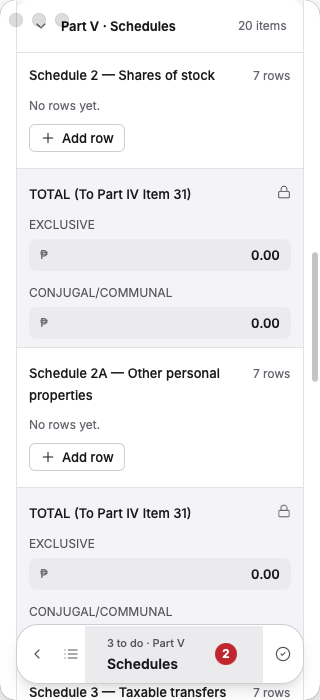 Part V · Schedules 20 items
Schedule 2 — Shares of stock 7 rows
No rows yet.
+ Add row
TOTAL (To Part IV Item 31)
EXCLUSIVE
₱ 0.00
CONJUGAL/COMMUNAL
₱ 0.00
Schedule 2A — Other personal 7 rows
properties
No rows yet.
+ Add row
TOTAL (To Part IV Item 31)
EXCLUSIVE
₱ 0.00
CONJUGAL/COMMUNAL
3 to do · Part V
Schedules 2
Schedule 3 — Taxable transfers 7 rows